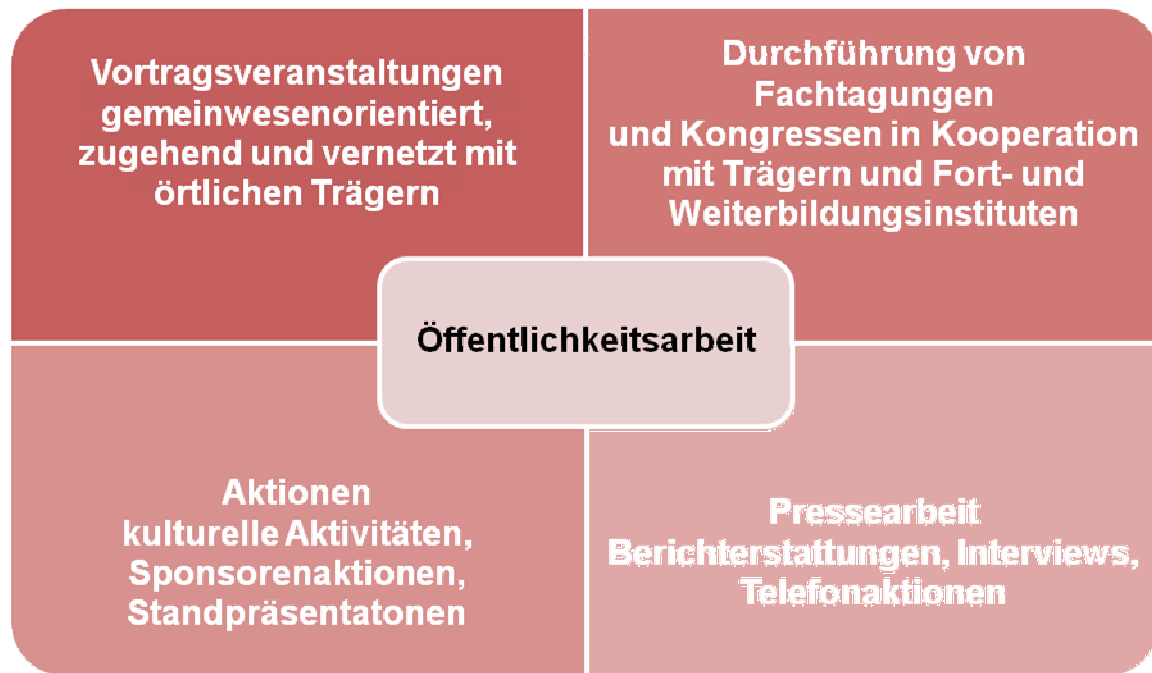 Vortragsveranstaltungen
gemeinwesenorientiert,
zugehend und vernetzt mit
örtlichen Trägern
Durchführung von
Fachtagungen
und Kongressen in Kooperation
mit Trägern und Fort- und
Weiterbildungsinstituten
Öffentlichkeitsarbeit
Aktionen
kulturelle Aktivitäten,
Sponsorenaktionen,
Standpräsentatonen
Pressearbeit
Berichterstattungen, Interviews,
Telefonaktionen